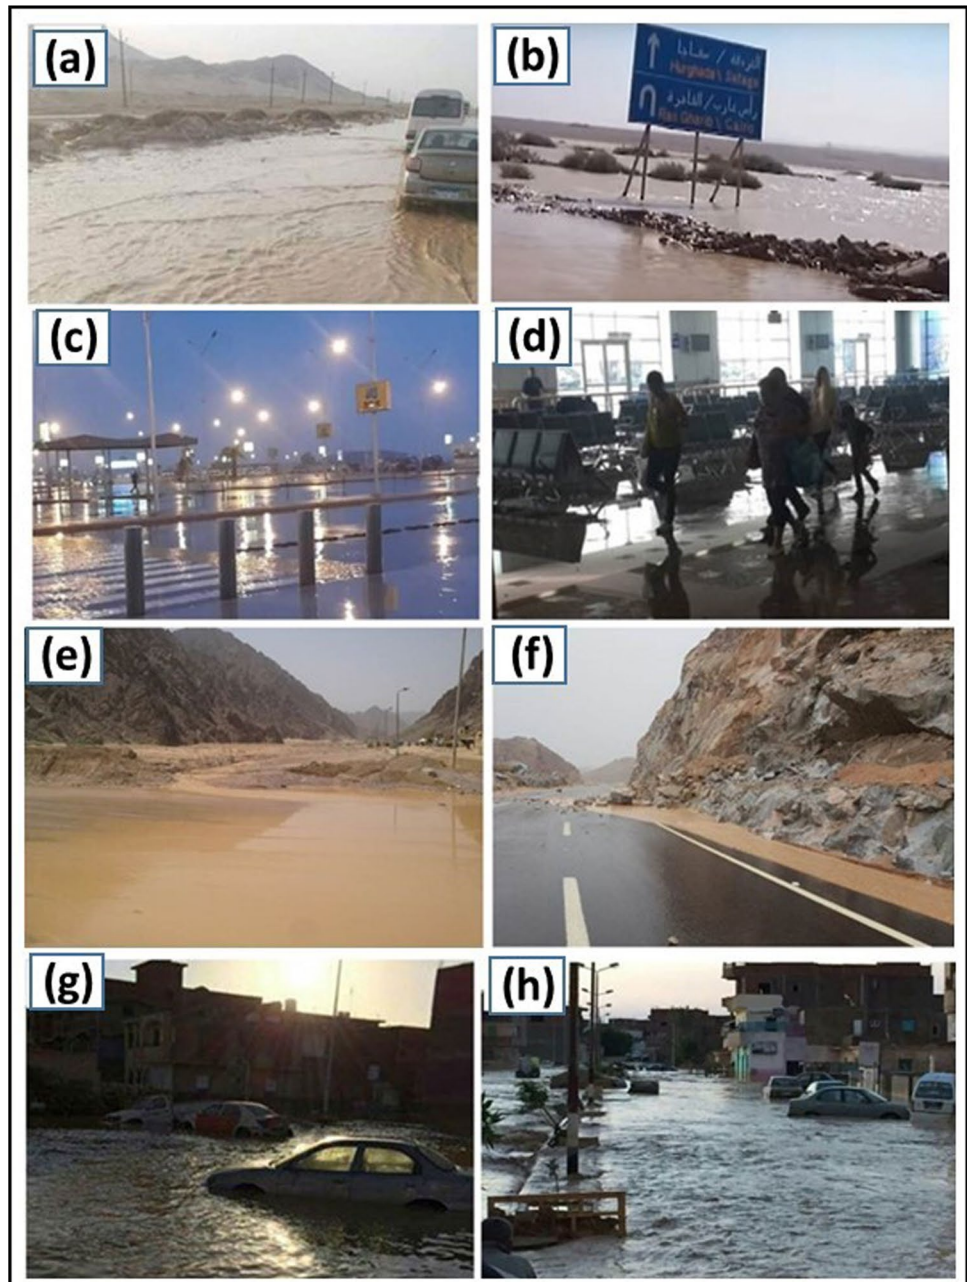 (a)
(b)
الغردقة / سفاجا
Hurghada \ Safaga
رأس غارب/القاهرة
Ras Gharib \ Cairo
(c)
(d)
(e)
(f)
(g)
(h)